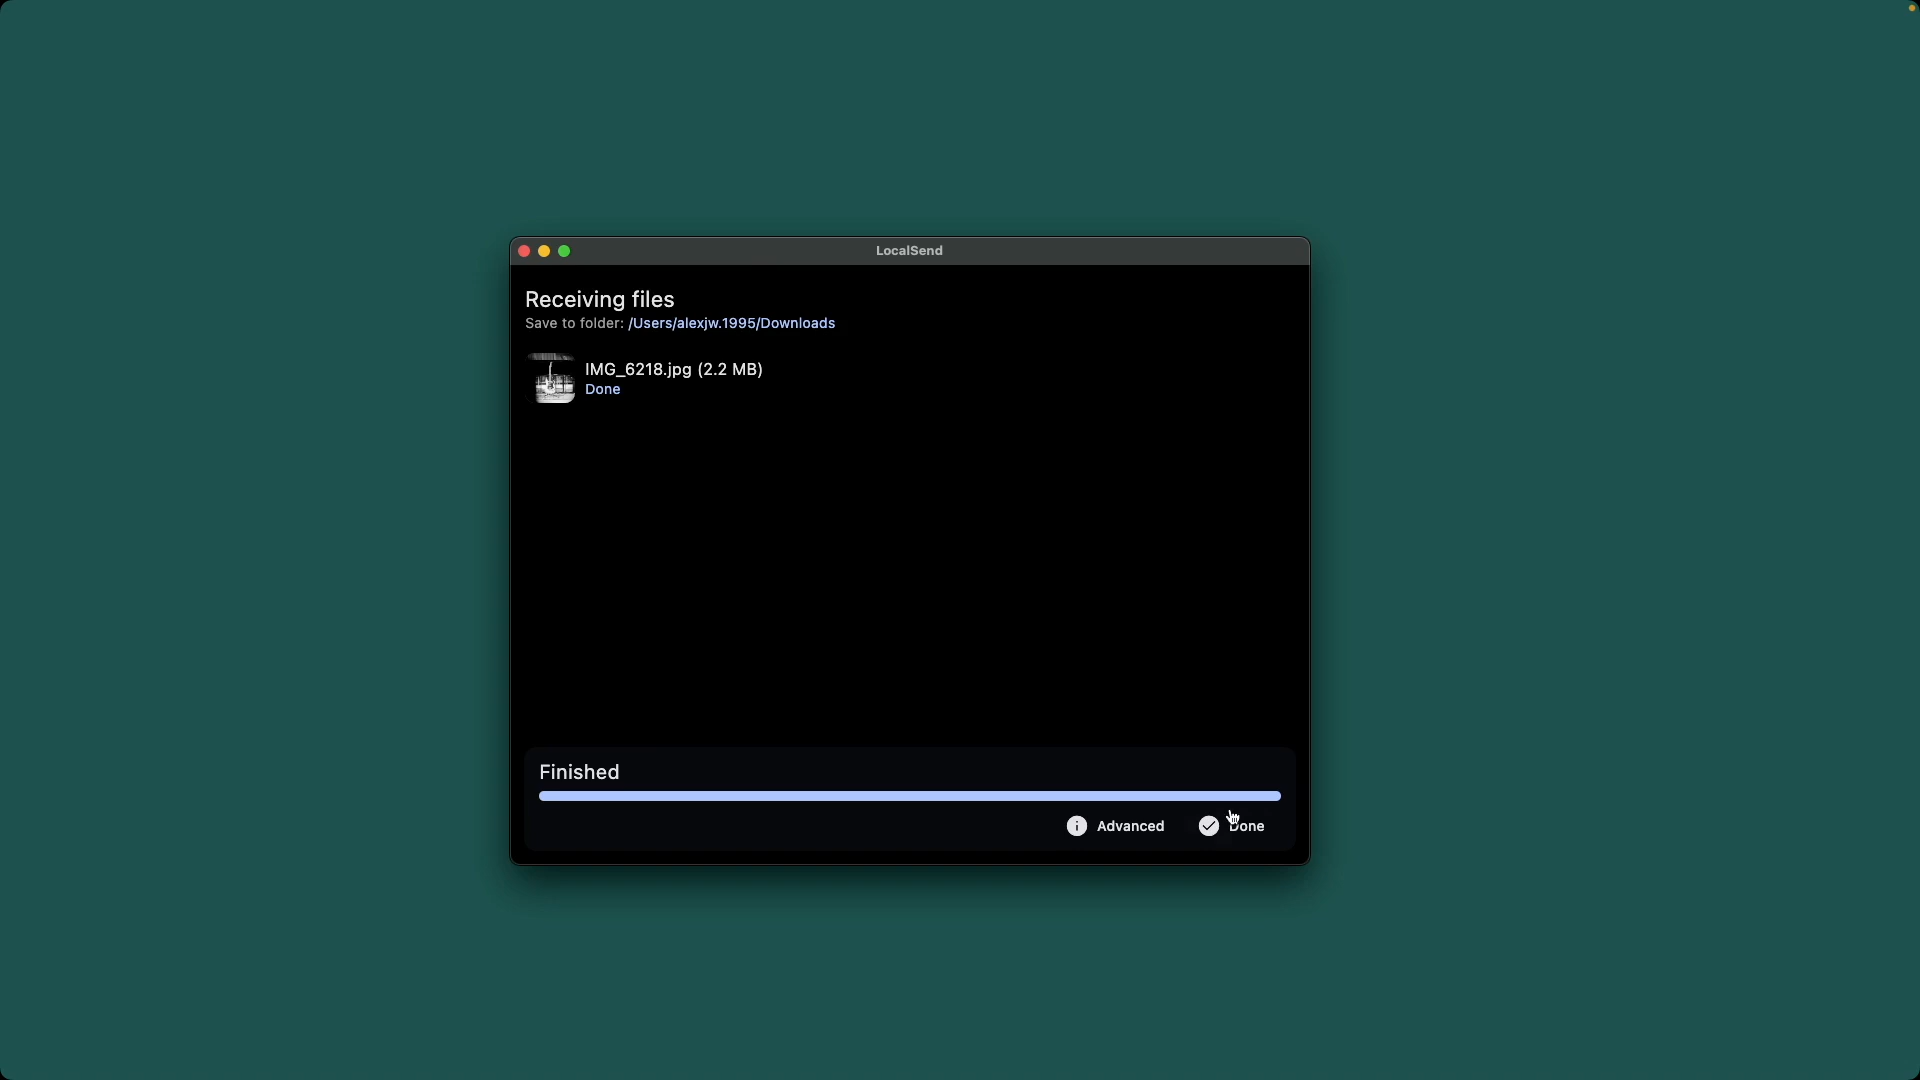 LocalSend
Receiving files
Save to folder: /Users/alexjw.1995/Downloads
IMG_6218.jpg (2.2 MB)
Done
Finished
Advanced
Done